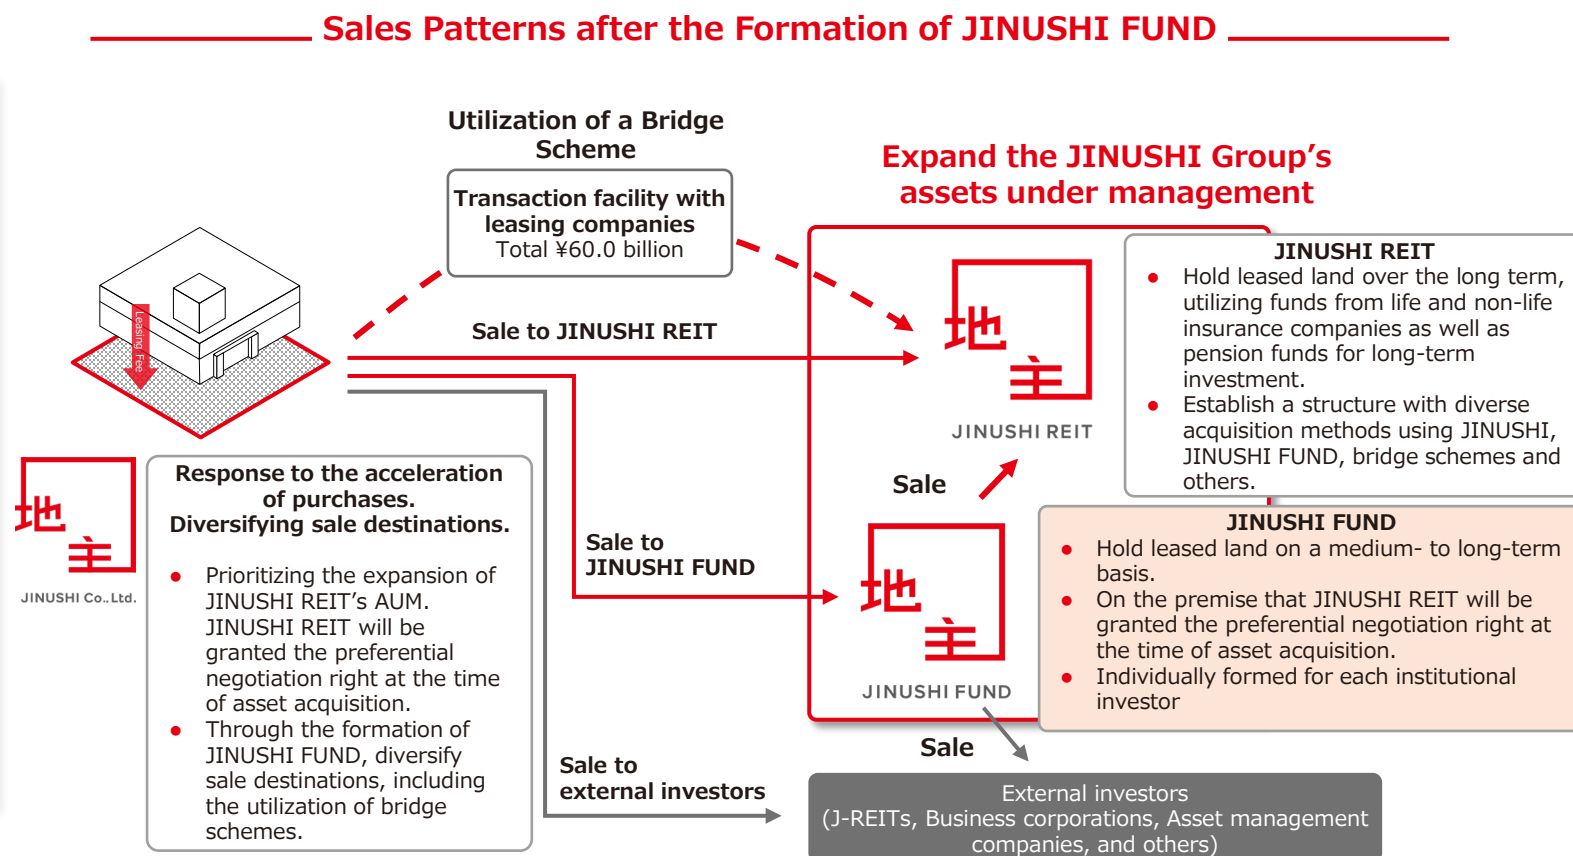 Sales Patterns after the Formation of JINUSHI FUND
Utilization of a Bridge
Scheme
Transaction facility with
leasing companies
Total ¥60.0 billion
Expand the JINUSHI Group's
assets under management
Leasing Fee
Sale to JINUSHI REIT
地
主
JINUSHI REIT
JINUSHI REIT
● Hold leased land over the long term,
utilizing funds from life and non-life
insurance companies as well as
pension funds for long-term
investment.
● Establish a structure with diverse
acquisition methods using JINUSHI,
JINUSHI FUND, bridge schemes and
others.
地
主
JINUSHI Co.,Ltd.
Response to the acceleration
of purchases.
Diversifying sale destinations.
● Prioritizing the expansion of
JINUSHI REIT's AUM.
JINUSHI REIT will be
granted the preferential
negotiation right at the time
of asset acquisition.
● Through the formation of
JINUSHI FUND, diversify
sale destinations, including
the utilization of bridge
schemes.
Sale
Sale to
JINUSHI FUND
地
主
JINUSHI FUND
JINUSHI FUND
● Hold leased land on a medium- to long-term
basis.
● On the premise that JINUSHI REIT will be
granted the preferential negotiation right at
the time of asset acquisition.
● Individually formed for each institutional
investor
Sale
Sale to
external investors
External investors
(J-REITs, Business corporations, Asset management
companies, and others)